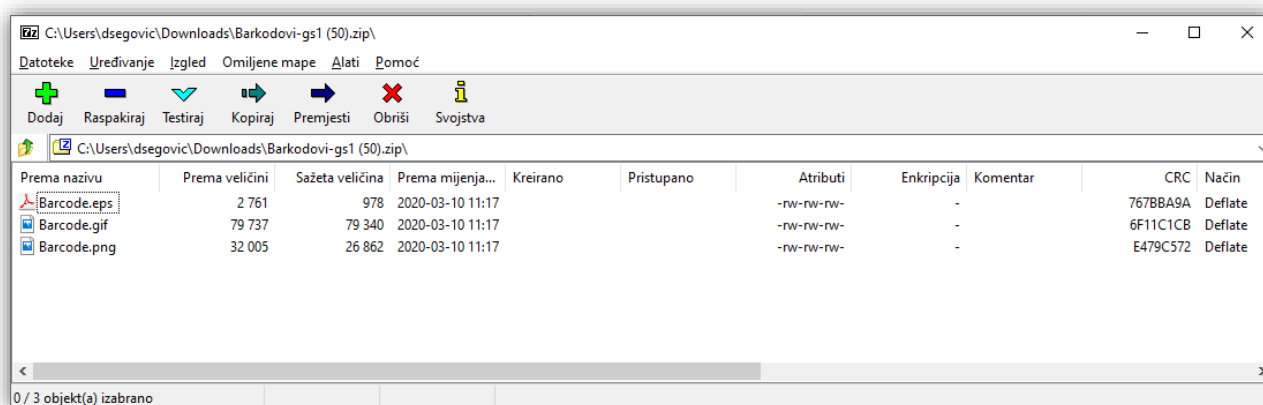 C:\Users\dsegovic\Downloads\Barkodovi-gs1 (50).zip\
Datoteke Uređivanje Izgled Omiljene mape Alati Pomoć
Dodaj Raspakiraj Testiraj Kopiraj Premjesti Obriši Svojstva
C:\Users\dsegovic\Downloads\Barkodovi-gs1 (50).zip\
Prema nazivu Prema veličini Sažeta veličina Prema mijenja... Kreirano Pristupano Atributi Enkripcija Komentar CRC Način
Barcode.eps 2 761 978 2020-03-10 11:17 -rw-rw-rw- - 767BBA9A Deflate
Barcode.gif 79 737 79 340 2020-03-10 11:17 -rw-rw-rw- - 6F11C1CB Deflate
Barcode.png 32 005 26 862 2020-03-10 11:17 -rw-rw-rw- - E479C572 Deflate
0 / 3 objekt(a) izabrano